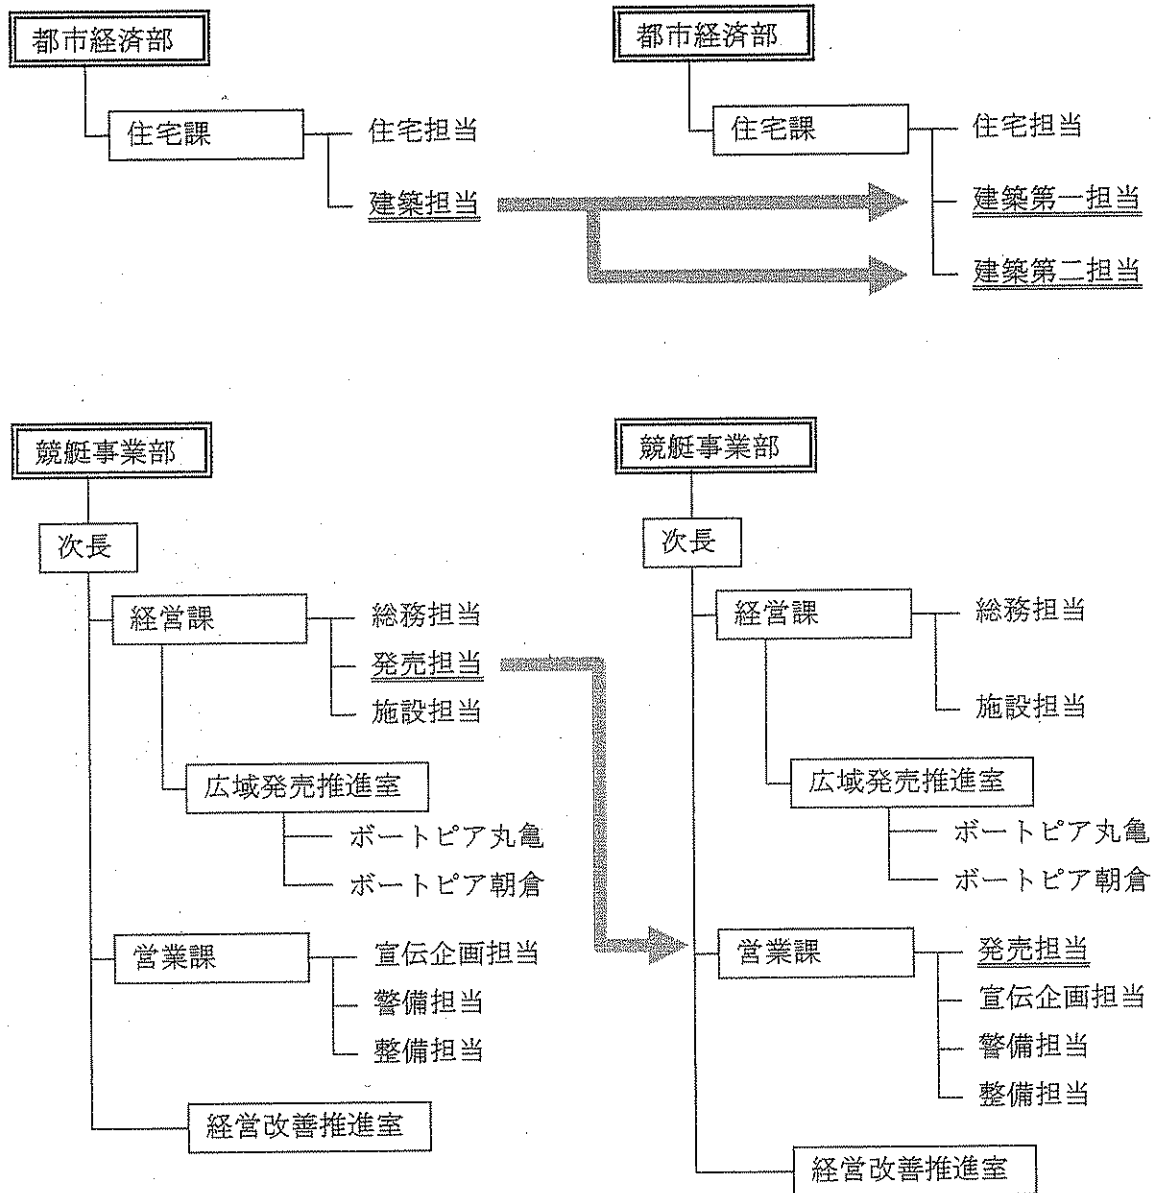 都市経済部
住宅課
住宅担当
建築担当
都市経済部
住宅課
住宅担当
建築第一担当
建築第二担当
競艇事業部
次長
経営課
総務担当
発売担当
施設担当
広域発売推進室
ボートピア丸亀
ボートピア朝倉
営業課
宣伝企画担当
警備担当
整備担当
経営改善推進室
競艇事業部
次長
経営課
総務担当
施設担当
広域発売推進室
ボートピア丸亀
ボートピア朝倉
営業課
発売担当
宣伝企画担当
警備担当
整備担当
経営改善推進室